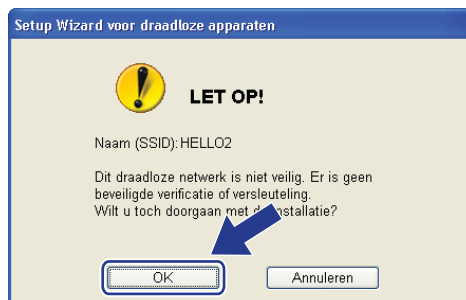 Setup Wizard voor draadloze apparaten
LET OP!
Naam (SSID): HELLO2
Dit draadloze netwerk is niet veilig. Er is geen
beveiligde verificatie of versleuteling.
Wilt u toch doorgaan met de installatie?
OK
Annuleren